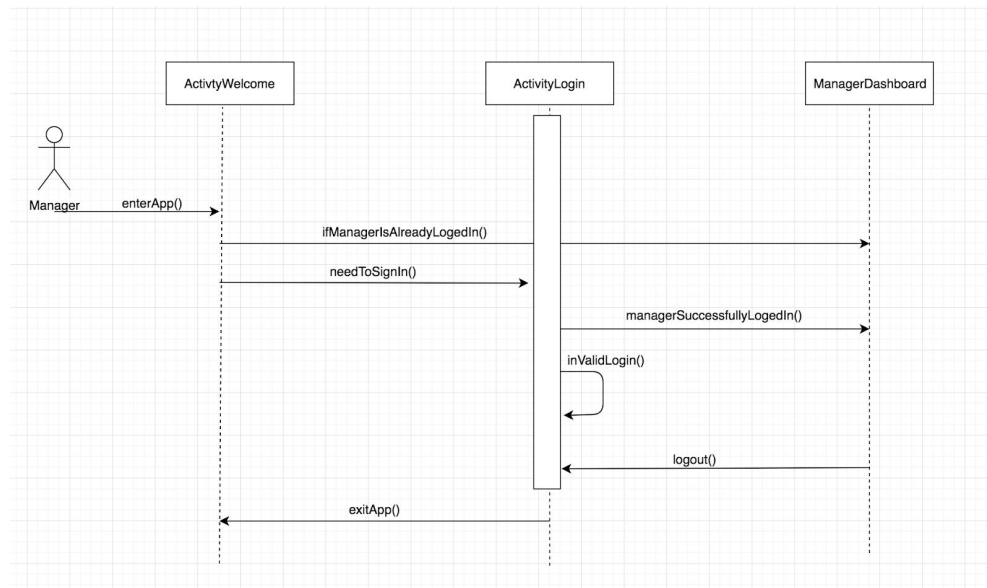 ActivtyWelcome
ActivityLogin
ManagerDashboard
Manager
enterApp()
ifManagerIsAlreadyLogedIn()
needToSignIn()
managerSuccessfullyLogedIn()
inValidLogin()
logout()
exitApp()